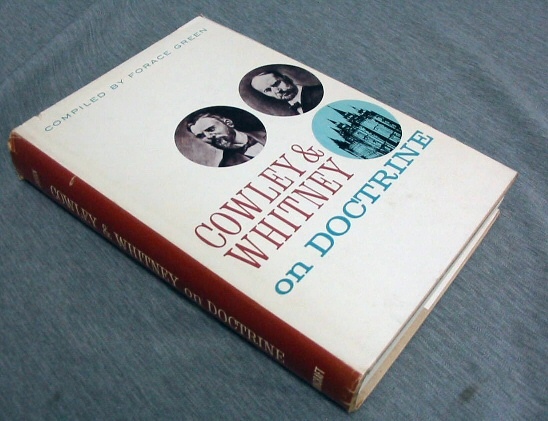 COMPILED BY FORACE GREEN
COWLEY &
WHITNEY
on DOCTRINE
COWLEY & WHITNEY on DOCTRINE